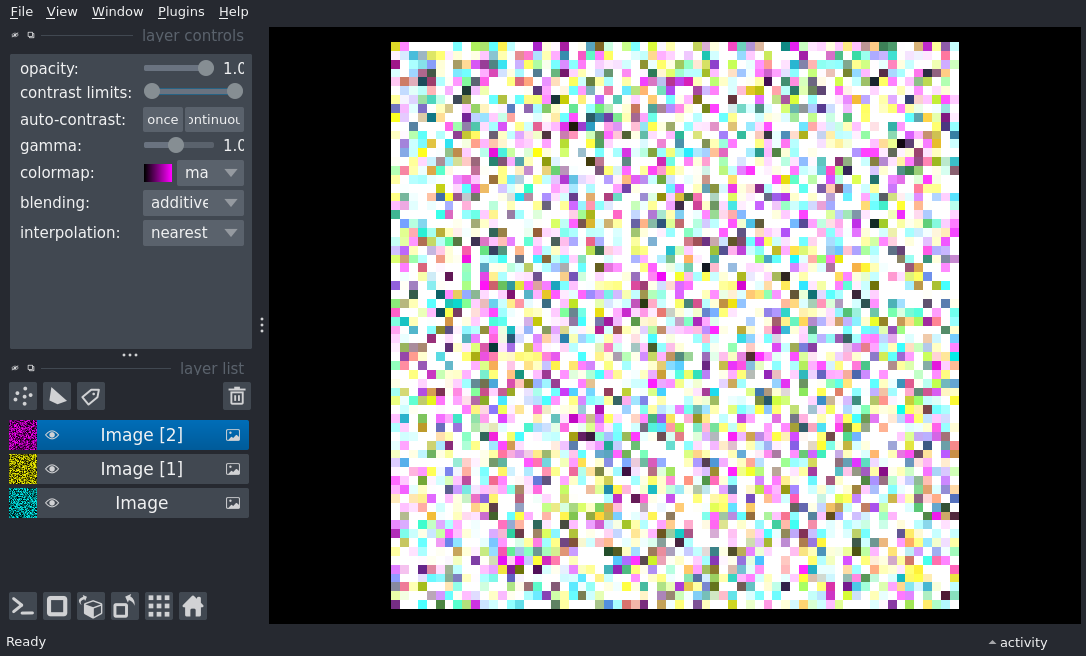 File View Window Plugins Help
layer controls
opacity: 1.0
contrast limits:
auto-contrast: once ontinuou
gamma: 1.0
colormap: ma
blending: additive
interpolation: nearest
layer list
Image [2]
Image [1]
Image
Ready
activity